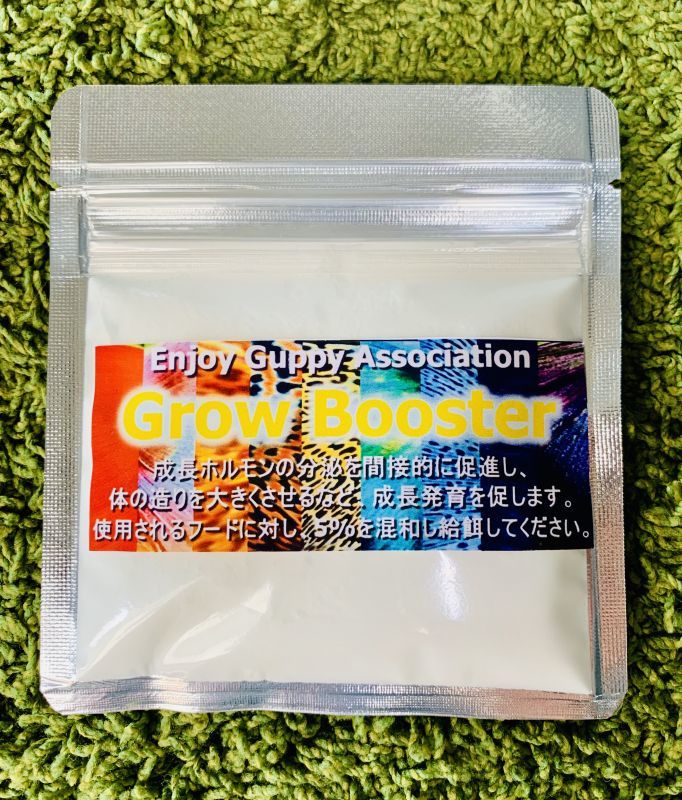 Enjoy Guppy Association
Grow Booster
成長ホルモンの分泌を間接的に促進し、
体の造りを大きくさせるなど、成長発育を促します。
使用されるフードに対し、5%を混和し給餌してください。